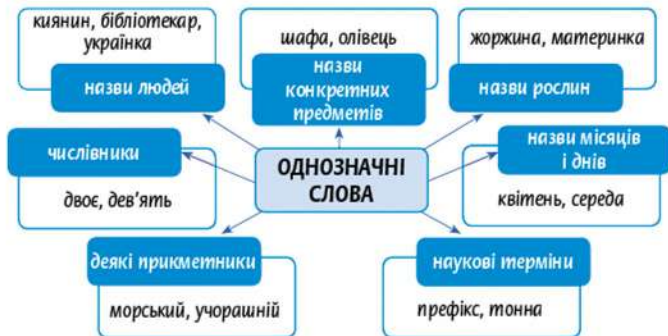 киянин, бібліотекар,
українка
назви людей
шафа, олівець
назви
конкретних
предметів
жоржина, материнка
назви рослин
числівники
двоє, дев'ять
ОДНОЗНАЧНІ
СЛОВА
назви місяців
і днів
квітень, середа
деякі прикметники
морський, учорашній
наукові терміни
префікс, тонна